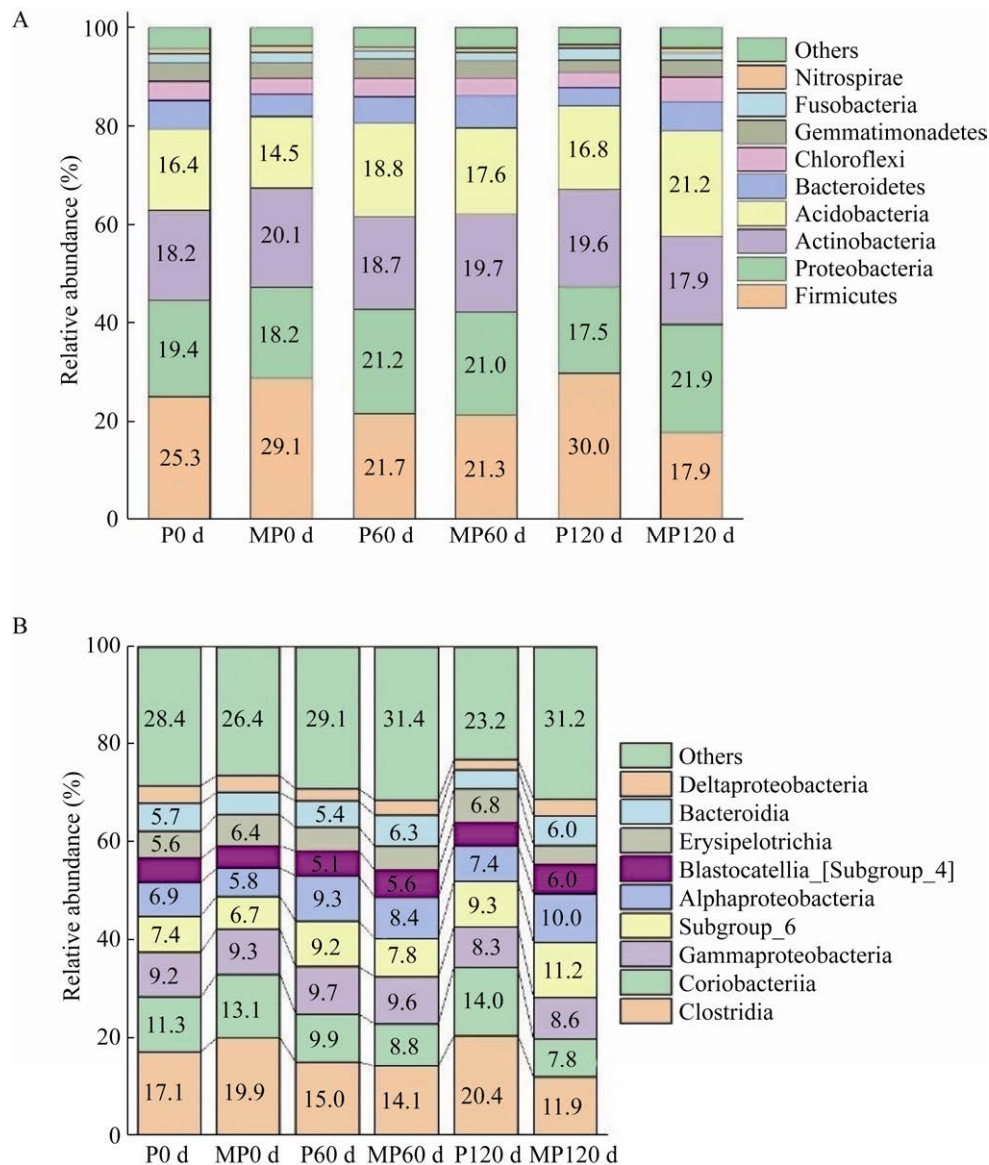 A
Relative abundance (%)
100
80
60
40
20
0
16.4
18.2
19.4
25.3
14.5
20.1
18.2
29.1
18.8
18.7
21.2
21.7
17.6
19.7
21.0
21.3
16.8
19.6
17.5
30.0
21.2
17.9
21.9
17.9
P0 d
MP0 d
P60 d
MP60 d
P120 d
MP120 d
Others
Nitrospirae
Fusobacteria
Gemmatimonadetes
Chloroflexi
Bacteroidetes
Acidobacteria
Actinobacteria
Proteobacteria
Firmicutes
B
Relative abundance (%)
100
80
60
40
20
0
28.4
5.7
5.6
6.9
7.4
9.2
11.3
17.1
26.4
6.4
5.8
6.7
9.3
13.1
19.9
29.1
5.4
5.1
9.3
9.2
9.7
9.9
15.0
31.4
6.3
5.6
8.4
7.8
9.6
8.8
14.1
23.2
6.8
7.4
9.3
8.3
14.0
20.4
31.2
6.0
6.0
10.0
11.2
8.6
7.8
11.9
P0 d
MP0 d
P60 d
MP60 d
P120 d
MP120 d
Others
Deltaproteobacteria
Bacteroidia
Erysipelotrichia
Blastocatellia_[Subgroup_4]
Alphaproteobacteria
Subgroup_6
Gammaproteobacteria
Coriobacteriia
Clostridia